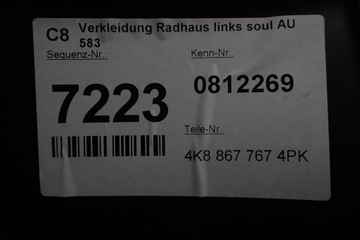 C8 Verkleidung Radhaus links soul AU
583
Sequenz-Nr.: Kenn-Nr.
7223 0812269
Teile-Nr.
4K8 867 767 4PK